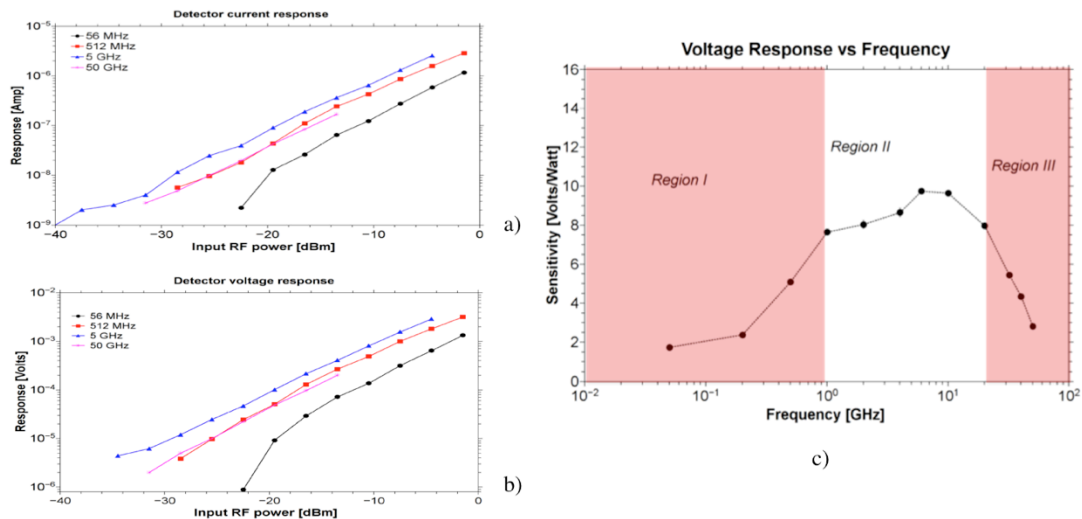 Detector current response
10⁻⁵
10⁻⁶
10⁻⁷
10⁻⁸
10⁻⁹
Response [Amp]
56 MHz
512 MHz
5 GHz
50 GHz
−40 −30 −20 −10 0
Input RF power [dBm]
a)
Detector voltage response
10⁻²
10⁻³
10⁻⁴
10⁻⁵
10⁻⁶
Response [Volts]
56 MHz
512 MHz
5 GHz
50 GHz
−40 −30 −20 −10 0
Input RF power [dBm]
b)
Voltage Response vs Frequency
16
14
12
10
8
6
4
2
0
Sensitivity [Volts/Watt]
Region I
Region II
Region III
10⁻² 10⁻¹ 10⁰ 10¹ 10²
Frequency [GHz]
c)